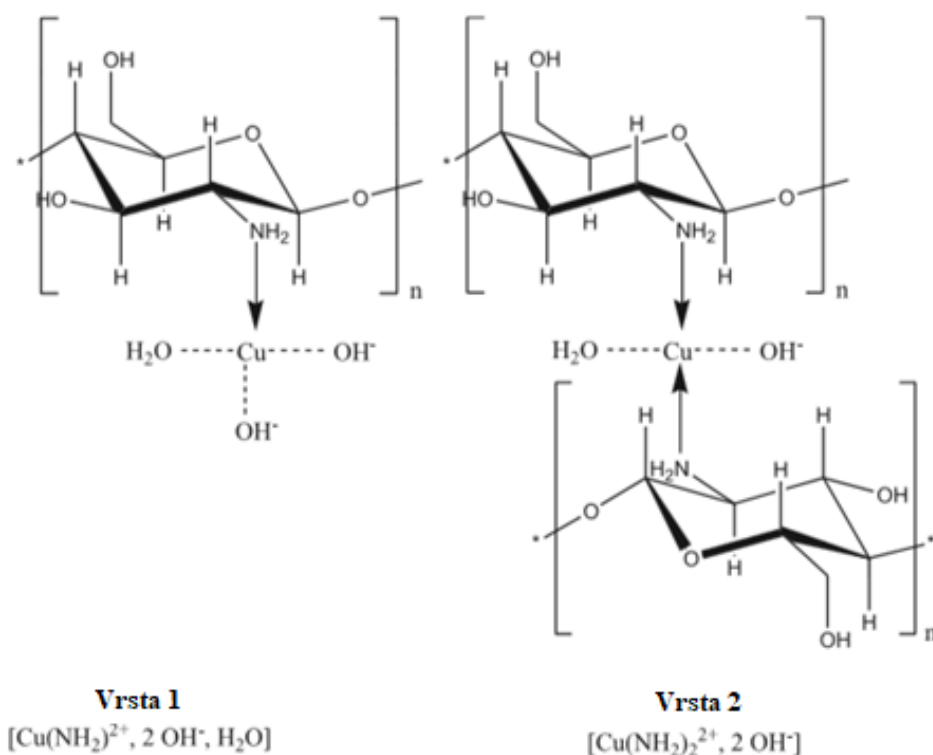 OH
H
H
O
HO
NH₂
O
H
H
H
n
H₂O
Cu
OH⁻
OH⁻
OH
H
H
O
HO
NH₂
O
H
H
H
n
H₂O
Cu
OH⁻
H
H₂N
H
H
OH
O
O
H
H
OH
n
Vrsta 1
[Cu(NH₂)²⁺, 2 OH⁻, H₂O]
Vrsta 2
[Cu(NH₂)₂²⁺, 2 OH⁻]